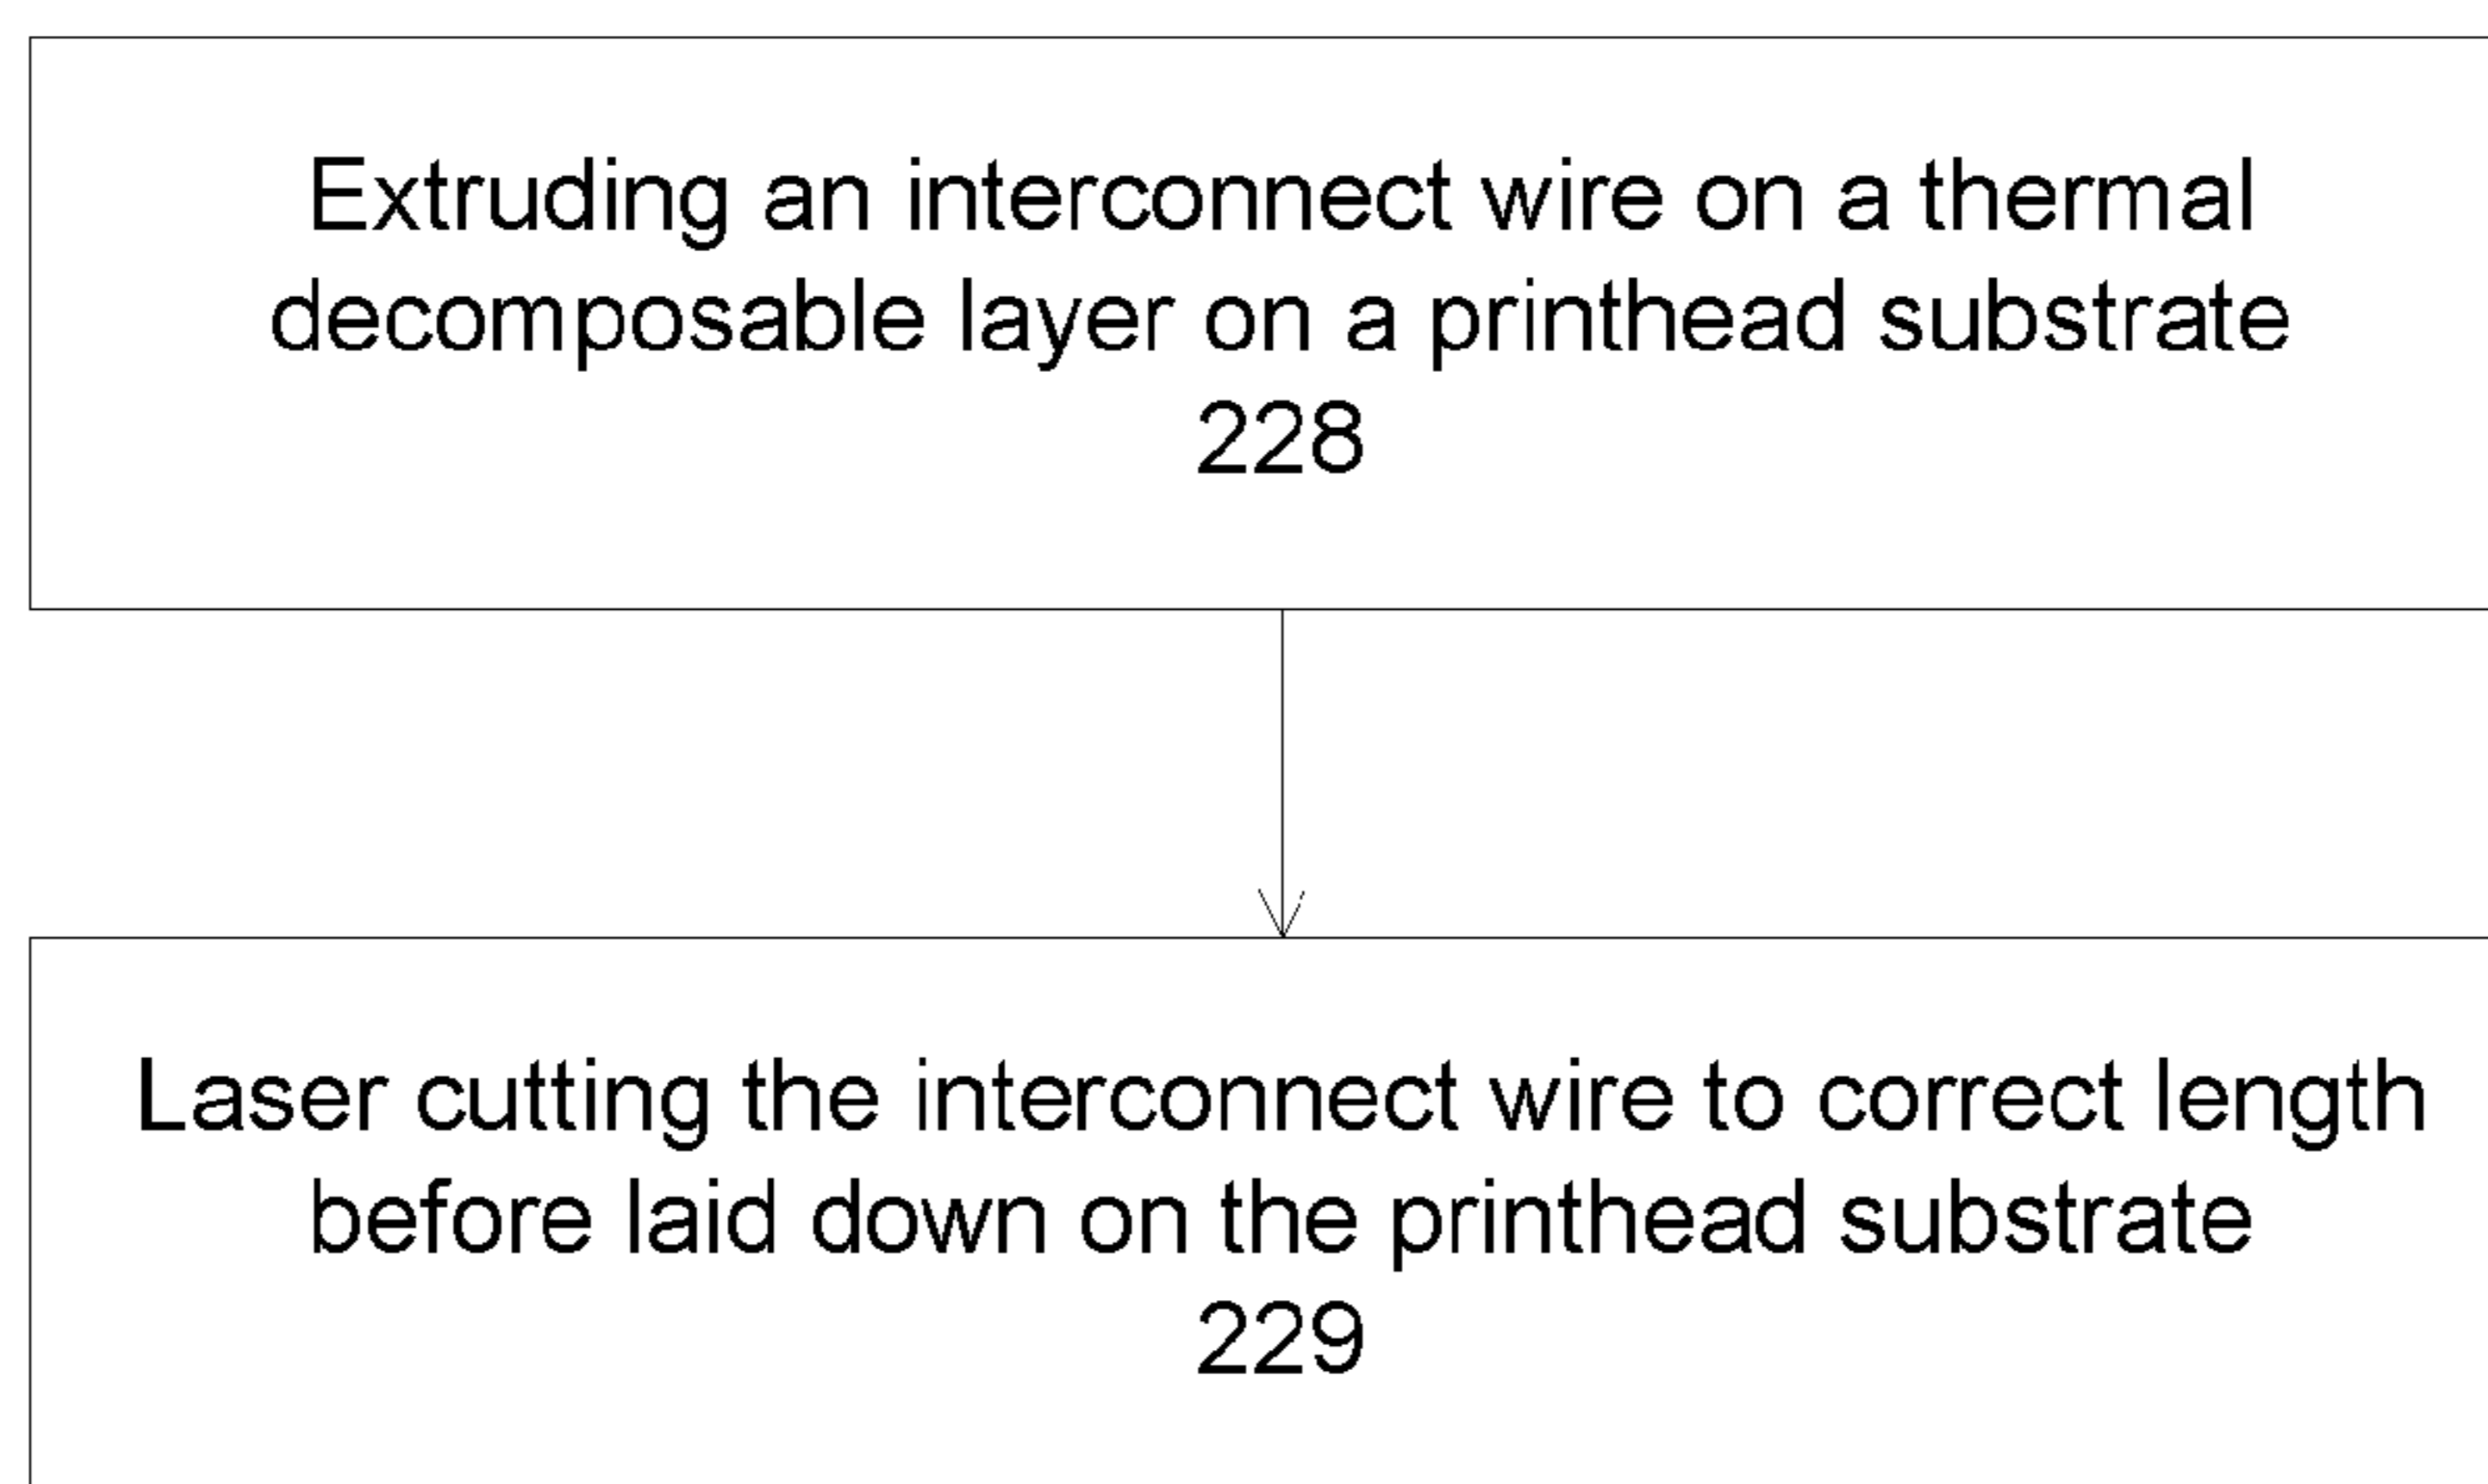 Extruding an interconnect wire on a thermal
decomposable layer on a printhead substrate
228
Laser cutting the interconnect wire to correct length
before laid down on the printhead substrate
229